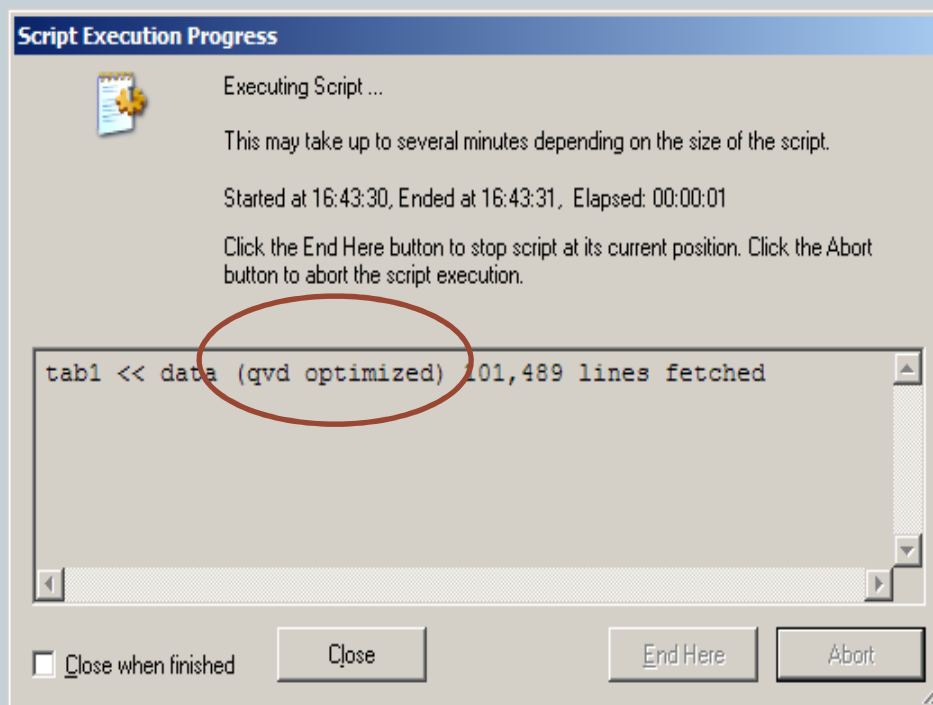 Script Execution Progress
Executing Script ...
This may take up to several minutes depending on the size of the script.
Started at 16:43:30, Ended at 16:43:31, Elapsed: 00:00:01
Click the End Here button to stop script at its current position. Click the Abort
button to abort the script execution.
tab1 << data (qvd optimized) 101,489 lines fetched
Close when finished
Close
End Here
Abort